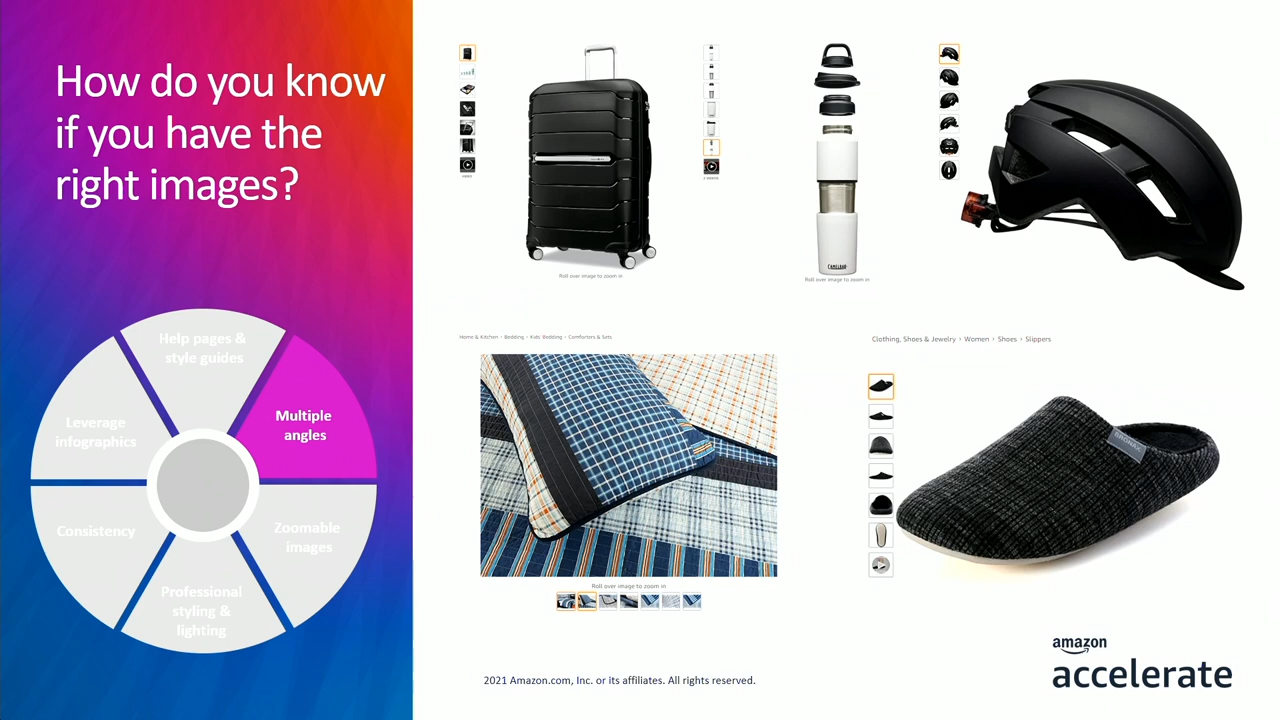 How do you know
if you have the
right images?
Help pages &
style guides
Multiple
angles
Zoomable
images
Professional
styling &
lighting
Consistency
Leverage
infographics
Roll over image to zoom in
CAMELBAK
Roll over image to zoom in
Home & Kitchen › Bedding › Kids' Bedding › Comforters & Sets
Roll over image to zoom in
Clothing, Shoes & Jewelry › Women › Shoes › Slippers
RONAX
2021 Amazon.com, Inc. or its affiliates. All rights reserved.
amazon
accelerate